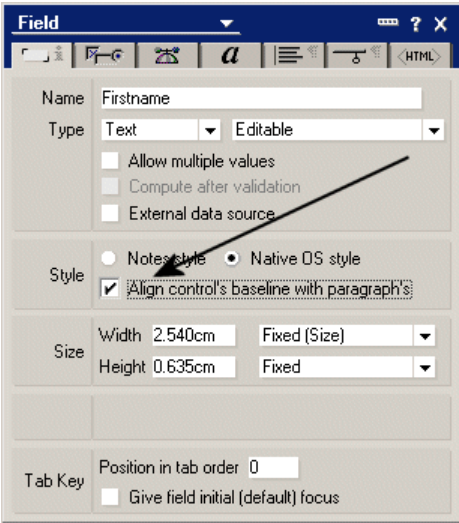 Field ?
i a ¶ ¶ <HTML>
Name Firstname
Type Text Editable
Allow multiple values
Compute after validation
External data source
Notes style Native OS style
Style
Align control's baseline with paragraph's
Width 2.540cm Fixed (Size)
Size
Height 0.635cm Fixed
Position in tab order 0
Tab Key
Give field initial (default) focus